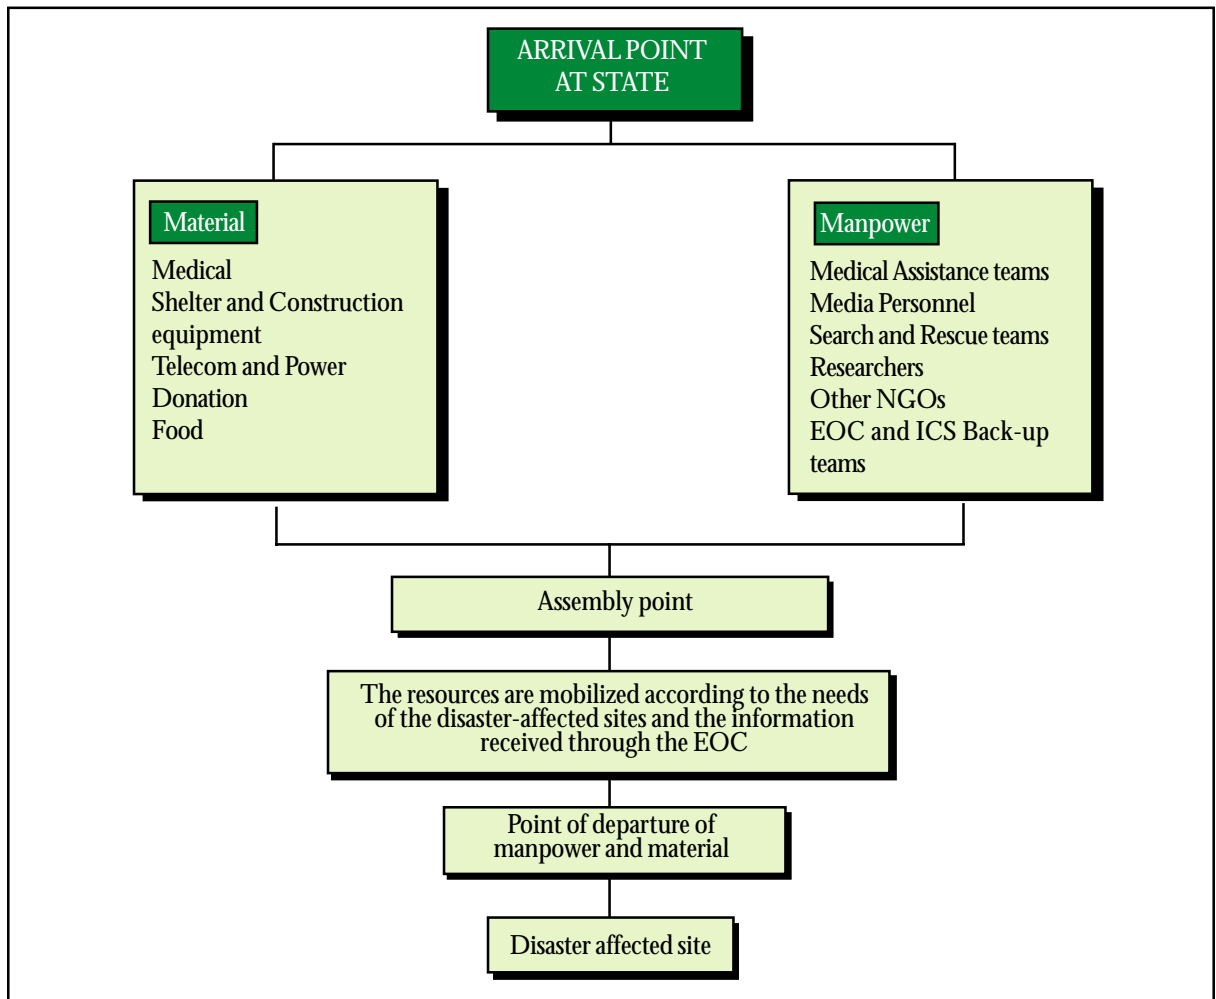 ARRIVAL POINT
AT STATE
Material
Medical
Shelter and Construction
equipment
Telecom and Power
Donation
Food
Manpower
Medical Assistance teams
Media Personnel
Search and Rescue teams
Researchers
Other NGOs
EOC and ICS Back-up
teams
Assembly point
The resources are mobilized according to the needs
of the disaster-affected sites and the information
received through the EOC
Point of departure of
manpower and material
Disaster affected site